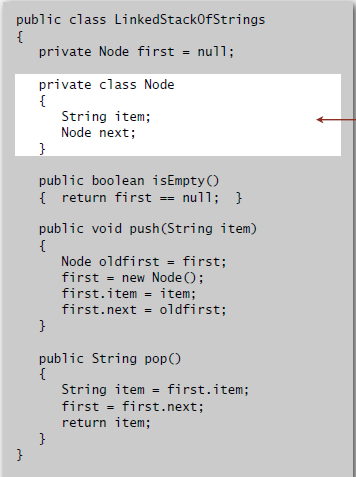 public class LinkedStackOfStrings
{
private Node first = null;
private class Node
{
String item;
Node next;
}
public boolean isEmpty()
{  return first == null;  }
public void push(String item)
{
Node oldfirst = first;
first = new Node();
first.item = item;
first.next = oldfirst;
}
public String pop()
{
String item = first.item;
first = first.next;
return item;
}
}